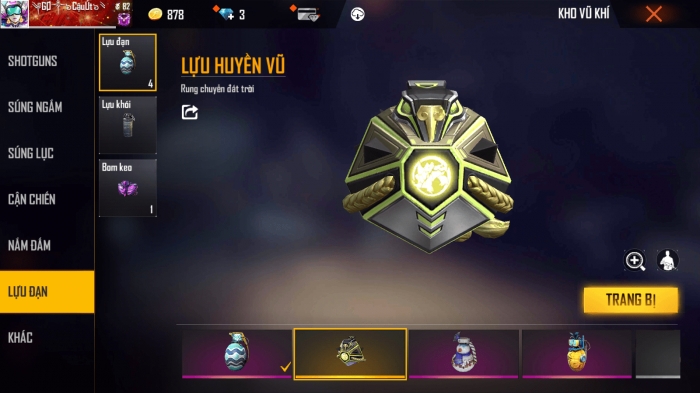 ᴳᴼ CậuÚt
82
878
3
KHO VŨ KHÍ
SHOTGUNS
SÚNG NGẮM
SÚNG LỤC
CẬN CHIẾN
NẮM ĐẤM
LỰU ĐẠN
KHÁC
Lựu đạn
4
Lựu khói
Bom keo
1
LỰU HUYỀN VŨ
Rung chuyển đất trời
TRANG BỊ